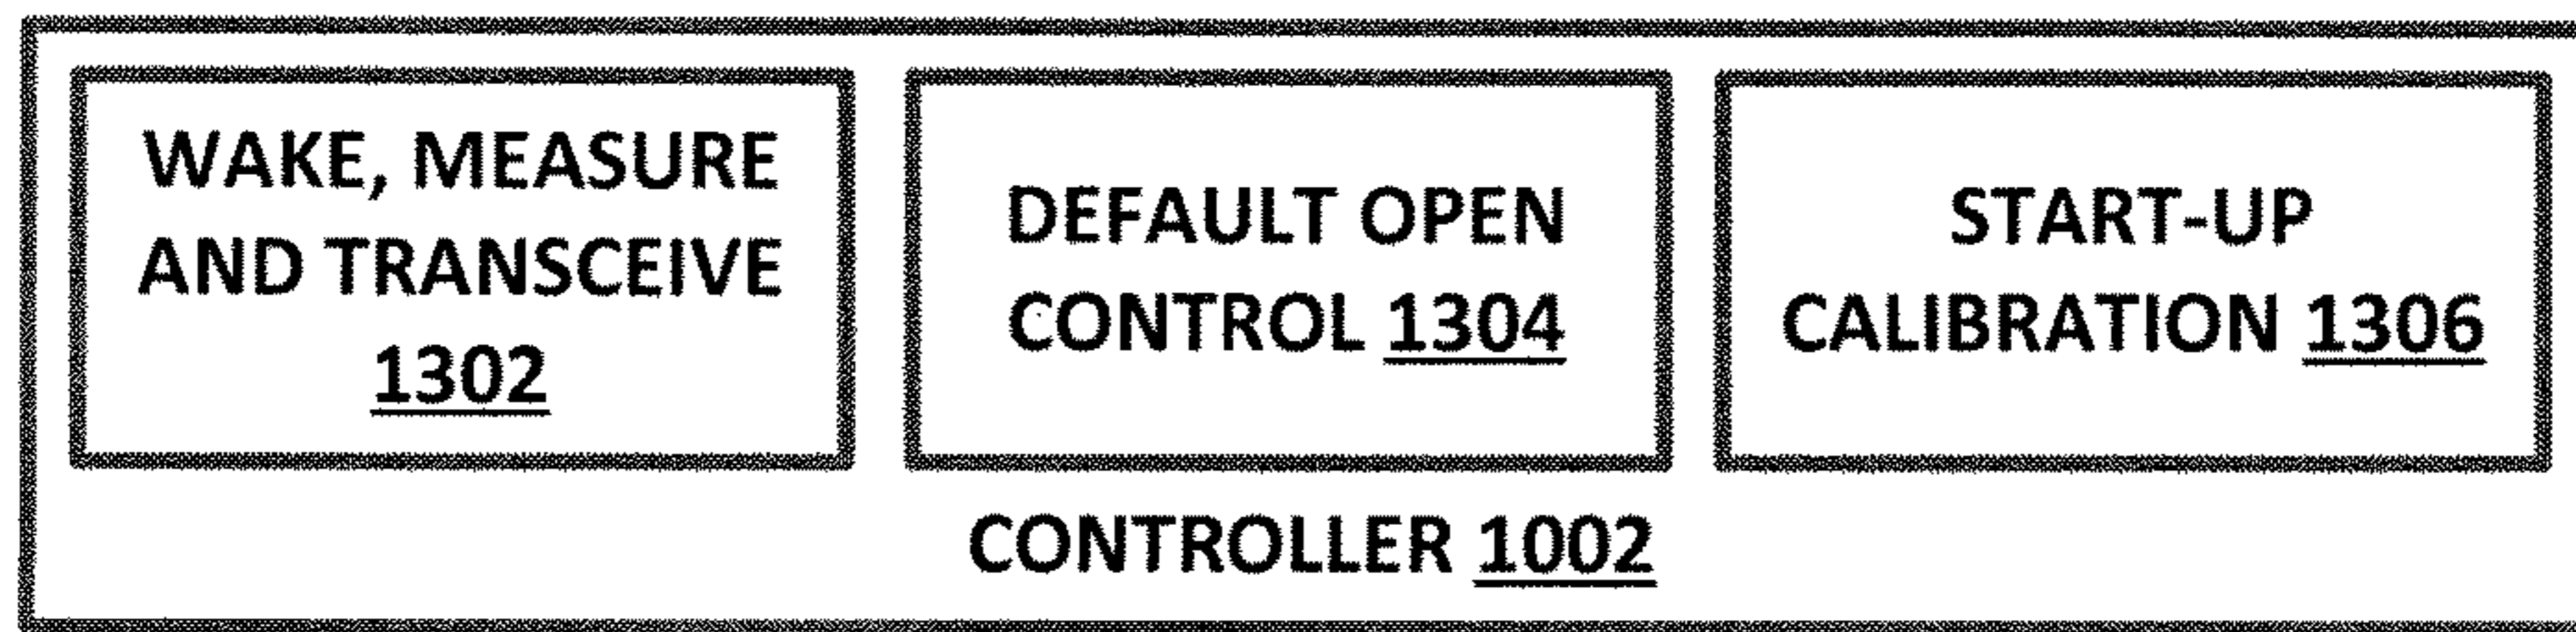 WAKE, MEASURE
AND TRANSCEIVE
1302
DEFAULT OPEN
CONTROL 1304
START-UP
CALIBRATION 1306
CONTROLLER 1002